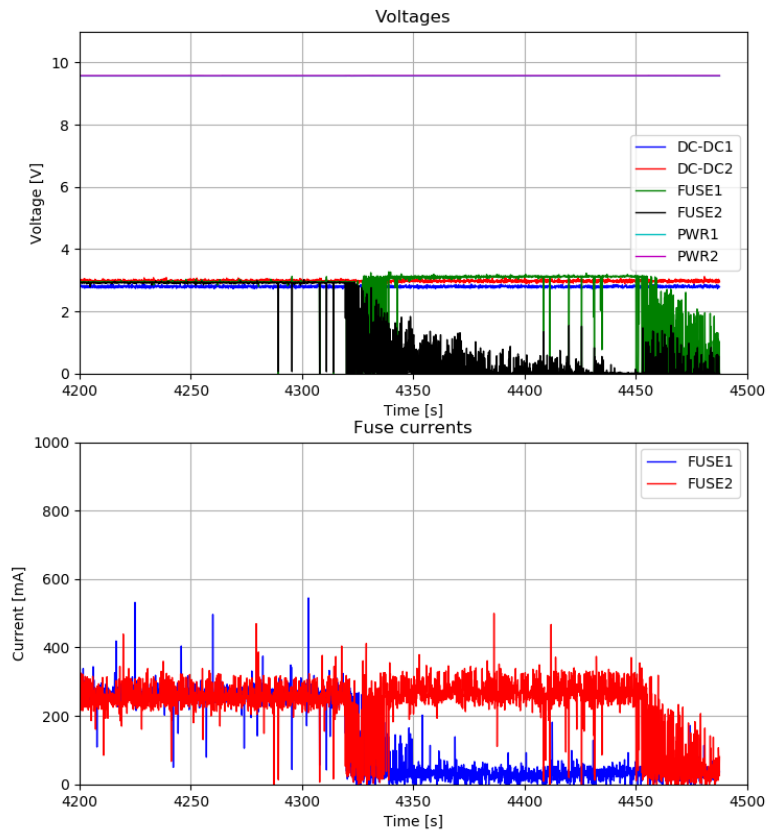 Voltages
10
8
6
4
2
0
Voltage [V]
DC-DC1
DC-DC2
FUSE1
FUSE2
PWR1
PWR2
4200
4250
4300
4350
4400
4450
4500
Time [s]
Fuse currents
1000
800
600
400
200
0
Current [mA]
FUSE1
FUSE2
4200
4250
4300
4350
4400
4450
4500
Time [s]